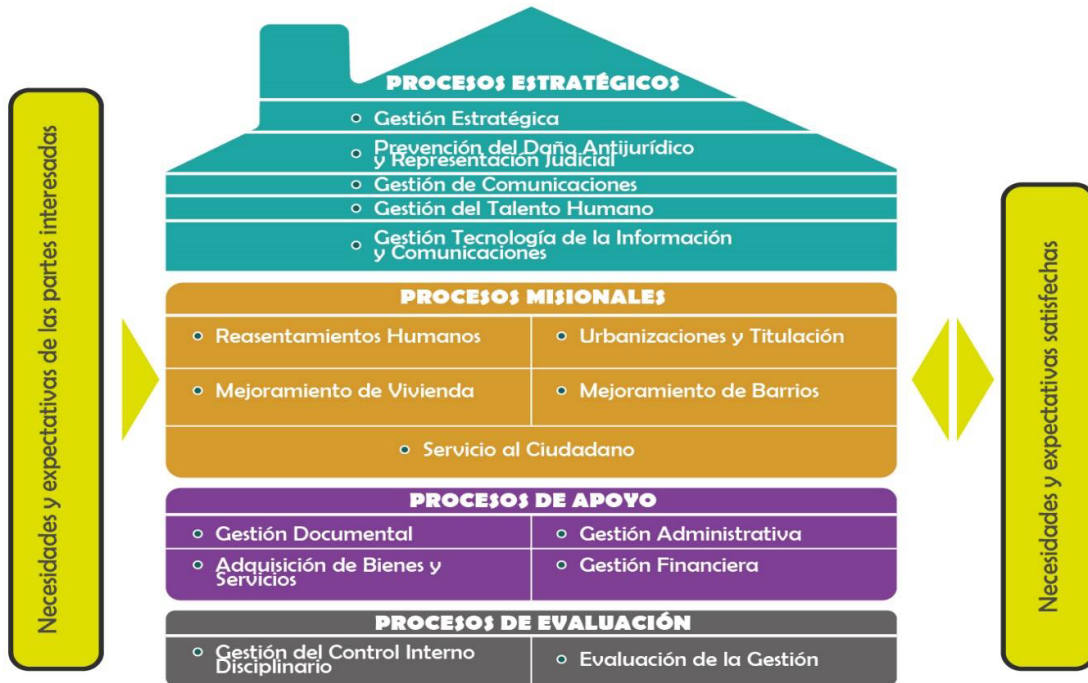 Necesidades y expectativas de las partes interesadas
PROCESOS ESTRATÉGICOS
Gestión Estratégica
Prevención del Daño Antijurídico
y Representación Judicial
Gestión de Comunicaciones
Gestión del Talento Humano
Gestión Tecnología de la Información
y Comunicaciones
PROCESOS MISIONALES
Reasentamientos Humanos
Urbanizaciones y Titulación
Mejoramiento de Vivienda
Mejoramiento de Barrios
Servicio al Ciudadano
PROCESOS DE APOYO
Gestión Documental
Gestión Administrativa
Adquisición de Bienes y
Servicios
Gestión Financiera
PROCESOS DE EVALUACIÓN
Gestión del Control Interno
Disciplinario
Evaluación de la Gestión
Necesidades y expectativas satisfechas